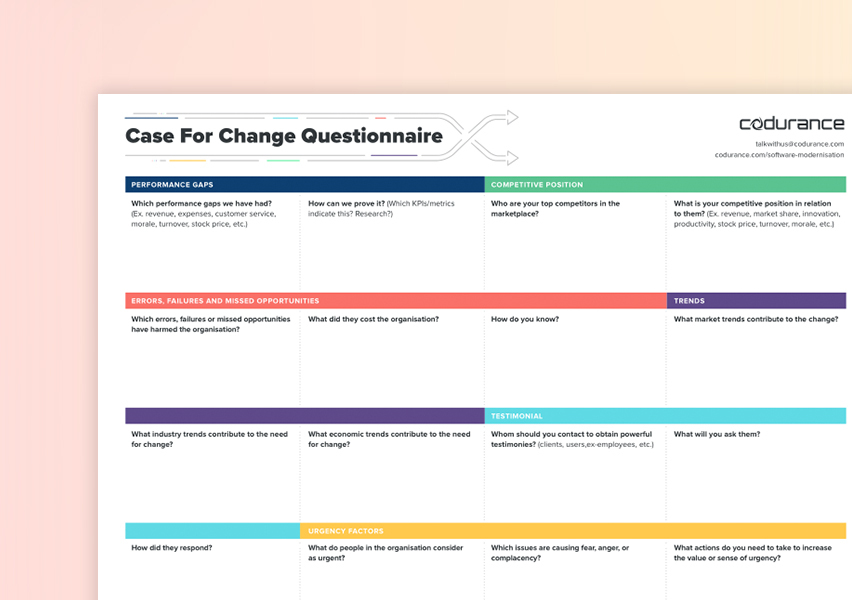 Case For Change Questionnaire
codurance
talkwithus@codurance.com
codurance.com/software-modernisation
PERFORMANCE GAPS
COMPETITIVE POSITION
Which performance gaps we have had?
(Ex. revenue, expenses, customer service,
morale, turnover, stock price, etc.)
How can we prove it? (Which KPIs/metrics
indicate this? Research?)
Who are your top competitors in the
marketplace?
What is your competitive position in relation
to them? (Ex. revenue, market share, innovation,
productivity, stock price, turnover, morale, etc.)
ERRORS, FAILURES AND MISSED OPPORTUNITIES
TRENDS
Which errors, failures or missed opportunities
have harmed the organisation?
What did they cost the organisation?
How do you know?
What market trends contribute to the change?
TESTIMONIAL
What industry trends contribute to the need
for change?
What economic trends contribute to the need
for change?
Whom should you contact to obtain powerful
testimonies? (clients, users,ex-employees, etc.)
What will you ask them?
URGENCY FACTORS
How did they respond?
What do people in the organisation consider
as urgent?
Which issues are causing fear, anger, or
complacency?
What actions do you need to take to increase
the value or sense of urgency?